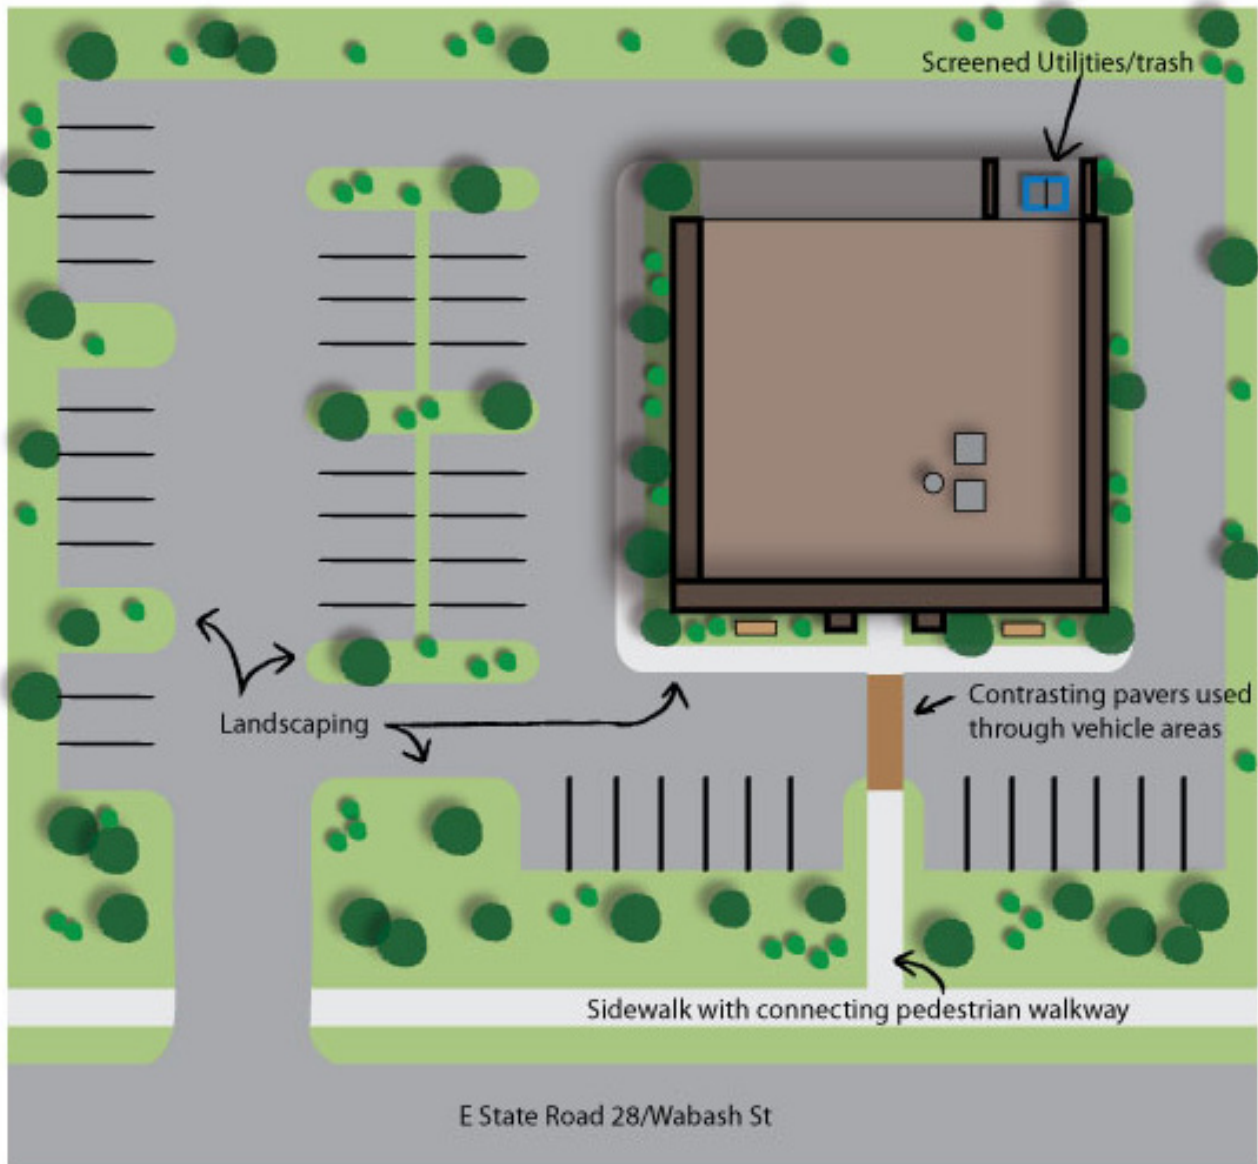 Screened Utilities/trash
Contrasting pavers used
through vehicle areas
Landscaping
Sidewalk with connecting pedestrian walkway
E State Road 28/Wabash St